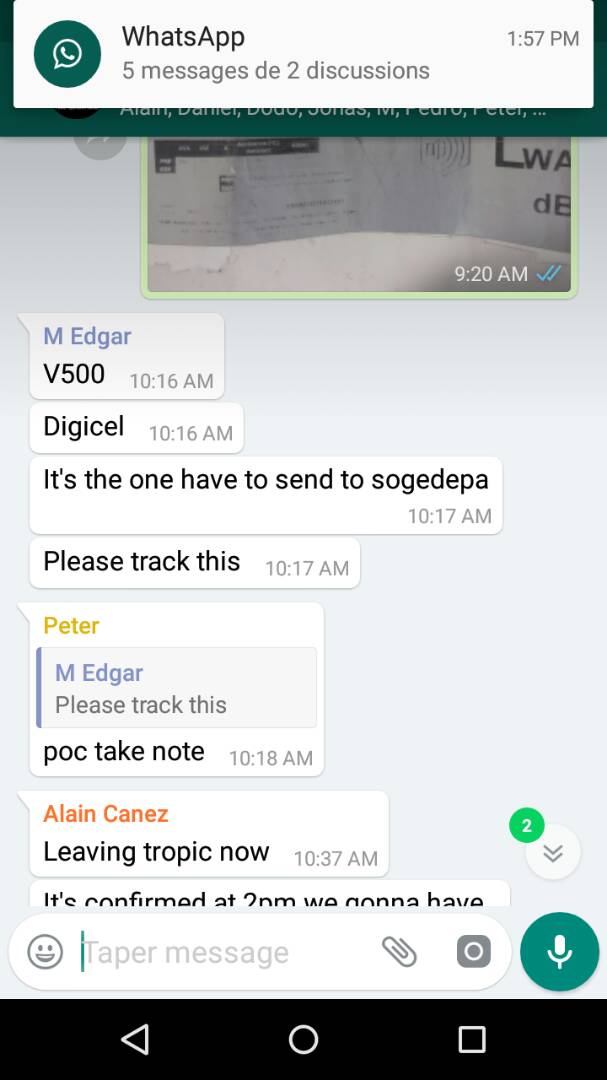 WhatsApp
1:57 PM
5 messages de 2 discussions
Alain, Daniel, Dodo, Jonas, M, Pedro, Peter, ...
LWA
dB
9:20 AM
M Edgar
V500 10:16 AM
Digicel 10:16 AM
It's the one have to send to sogedepa
10:17 AM
Please track this 10:17 AM
Peter
M Edgar
Please track this
poc take note 10:18 AM
Alain Canez
2
Leaving tropic now 10:37 AM
It's confirmed at 2pm we gonna have
Taper message